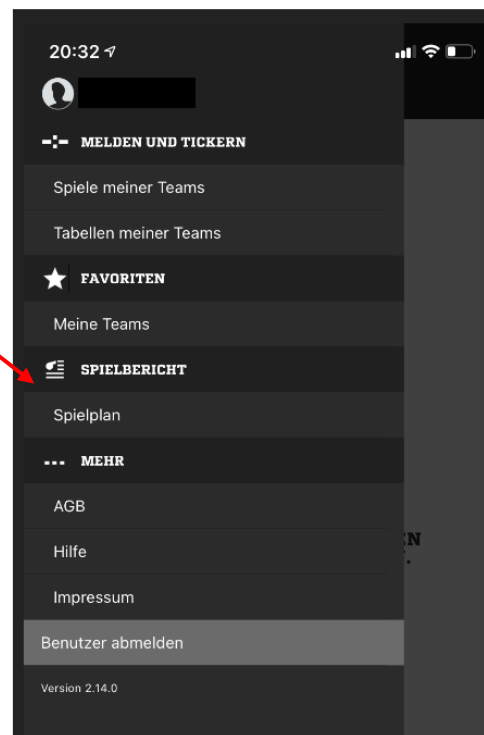 20:32
MELDEN UND TICKERN
Spiele meiner Teams
Tabellen meiner Teams
FAVORITEN
Meine Teams
SPIELBERICHT
Spielplan
... MEHR
AGB
Hilfe
EN
Impressum
Benutzer abmelden
Version 2.14.0